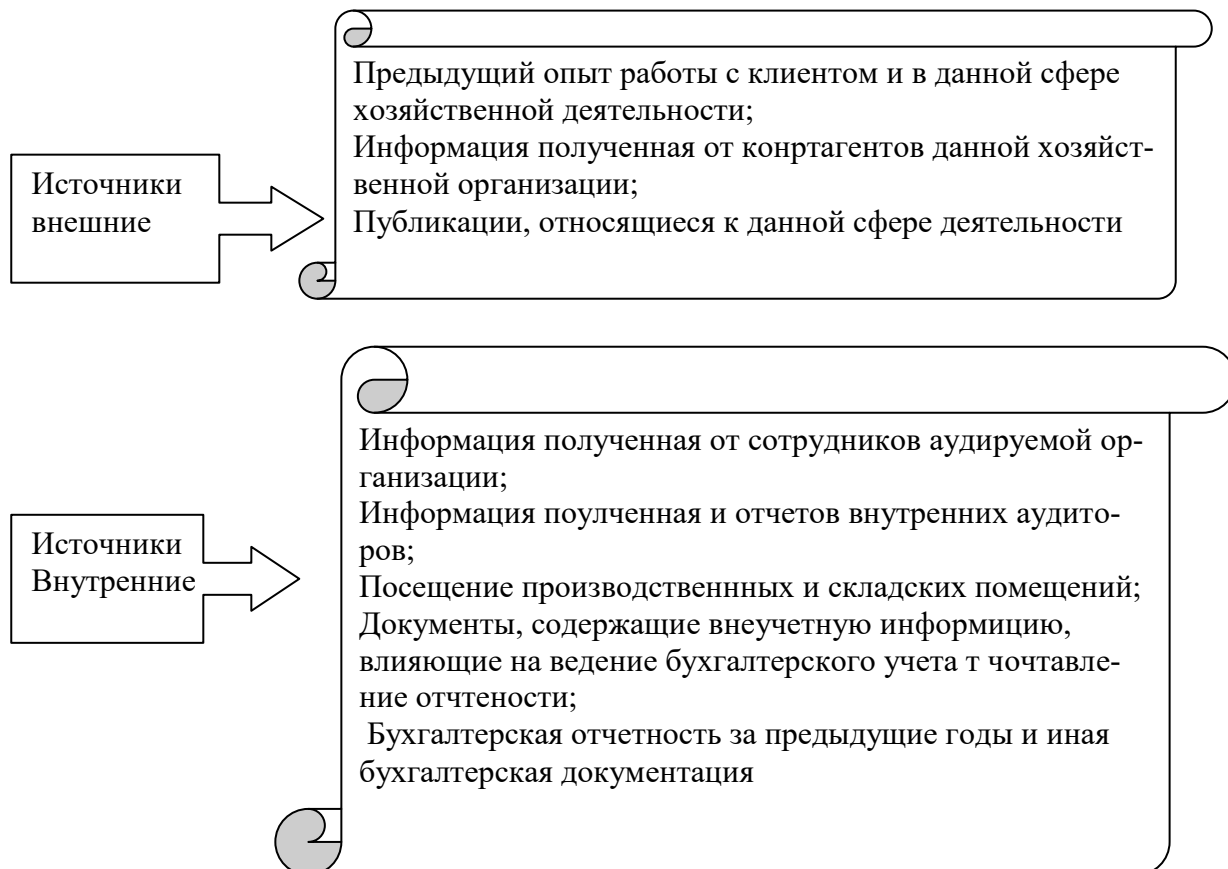 Источники
внешние
Предыдущий опыт работы с клиентом и в данной сфере
хозяйственной деятельности;
Информация полученная от конртагентов данной хозяйст-
венной организации;
Публикации, относящиеся к данной сфере деятельности
Источники
Внутренние
Информация полученная от сотрудников аудируемой ор-
ганизации;
Информация поулченная и отчетов внутренних аудито-
ров;
Посещение производственнных и складских помещений;
Документы, содержащие внеучетную информицию,
влияющие на ведение бухгалтерского учета т чочтавле-
ние отчтености;
Бухгалтерская отчетность за предыдущие годы и иная
бухгалтерская документация